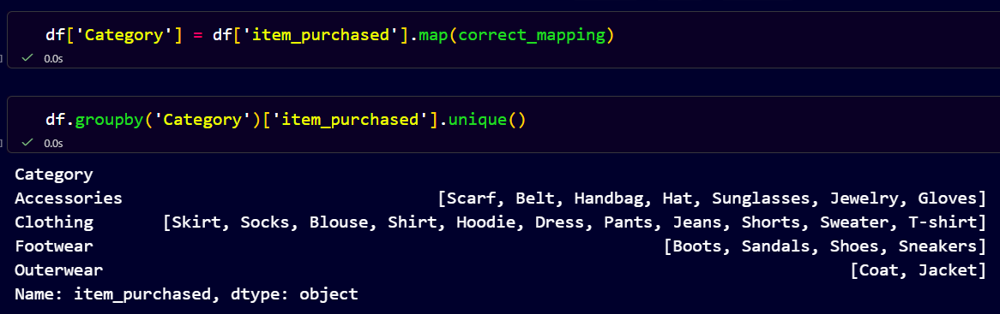 df['Category'] = df['item_purchased'].map(correct_mapping)
] 0.0s
df.groupby('Category')['item_purchased'].unique()
] 0.0s
Category
Accessories [Scarf, Belt, Handbag, Hat, Sunglasses, Jewelry, Gloves]
Clothing [Skirt, Socks, Blouse, Shirt, Hoodie, Dress, Pants, Jeans, Shorts, Sweater, T-shirt]
Footwear [Boots, Sandals, Shoes, Sneakers]
Outerwear [Coat, Jacket]
Name: item_purchased, dtype: object